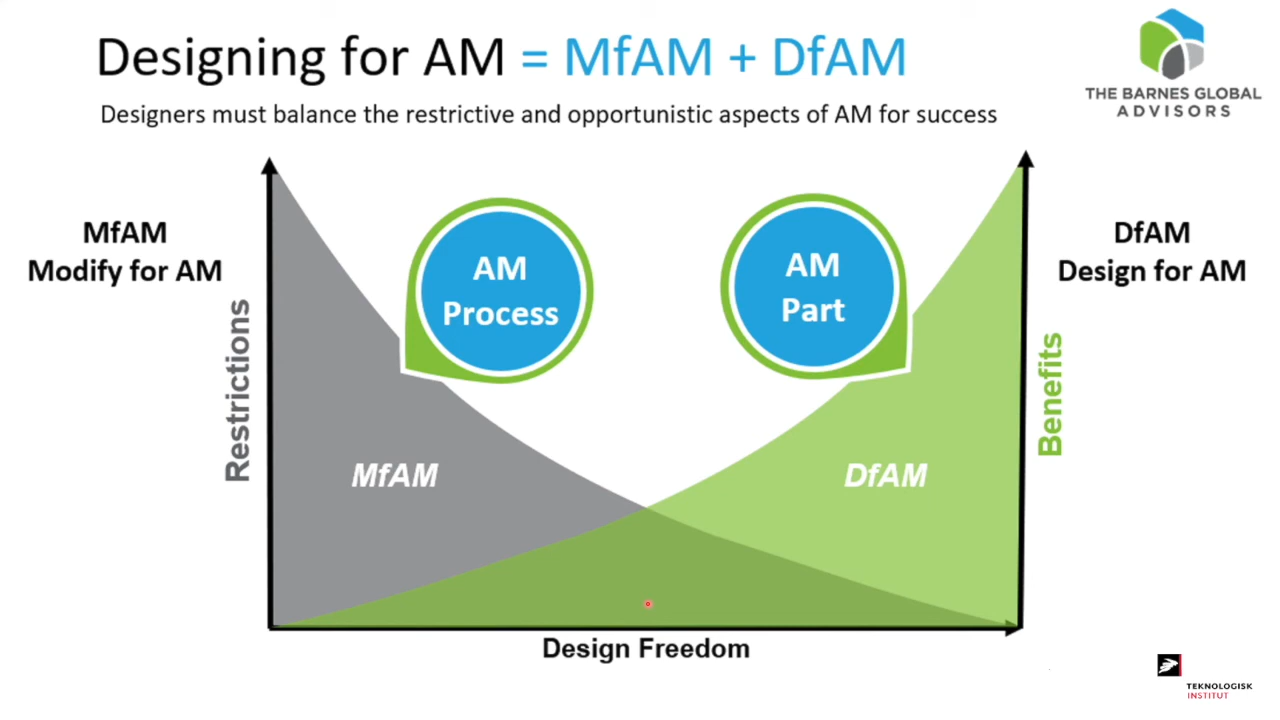 Designing for AM = MfAM + DfAM
Designers must balance the restrictive and opportunistic aspects of AM for success
THE BARNES GLOBAL
ADVISORS
MfAM
Modify for AM
Restrictions
AM
Process
AM
Part
DfAM
Design for AM
Benefits
MfAM
DfAM
Design Freedom
TEKNOLOGISK
INSTITUT